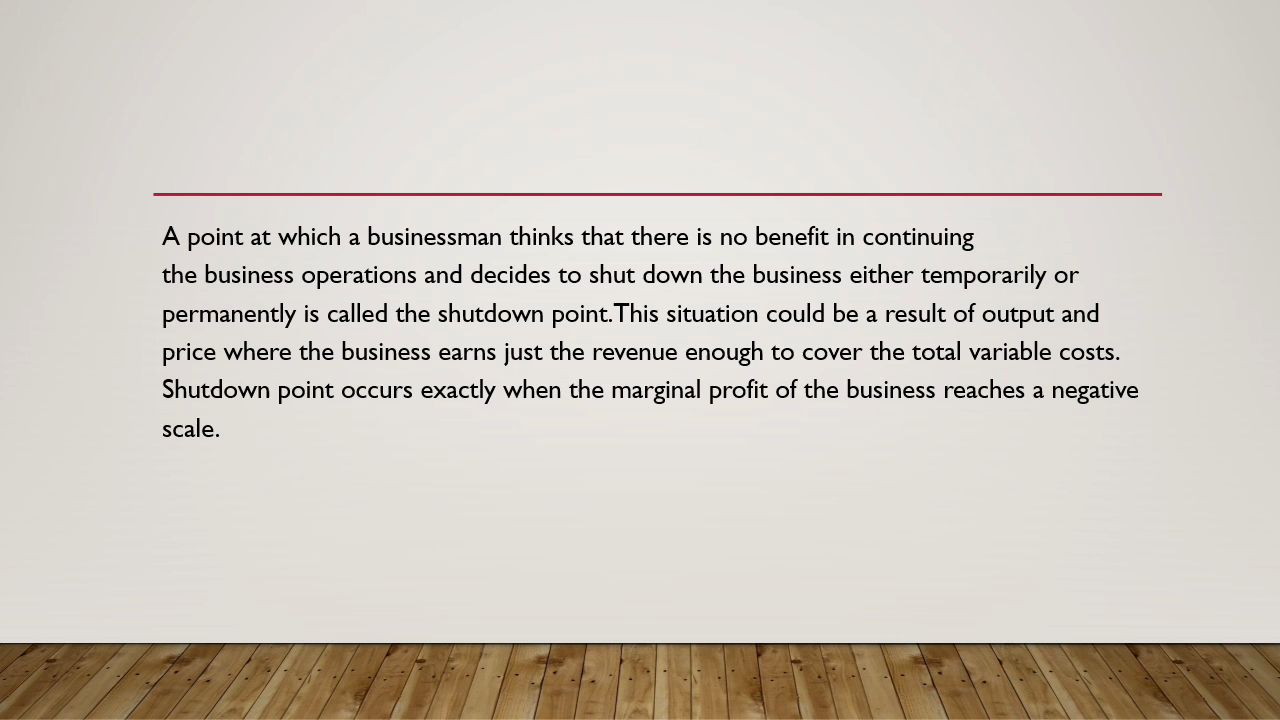 A point at which a businessman thinks that there is no benefit in continuing
the business operations and decides to shut down the business either temporarily or
permanently is called the shutdown point.This situation could be a result of output and
price where the business earns just the revenue enough to cover the total variable costs.
Shutdown point occurs exactly when the marginal profit of the business reaches a negative
scale.